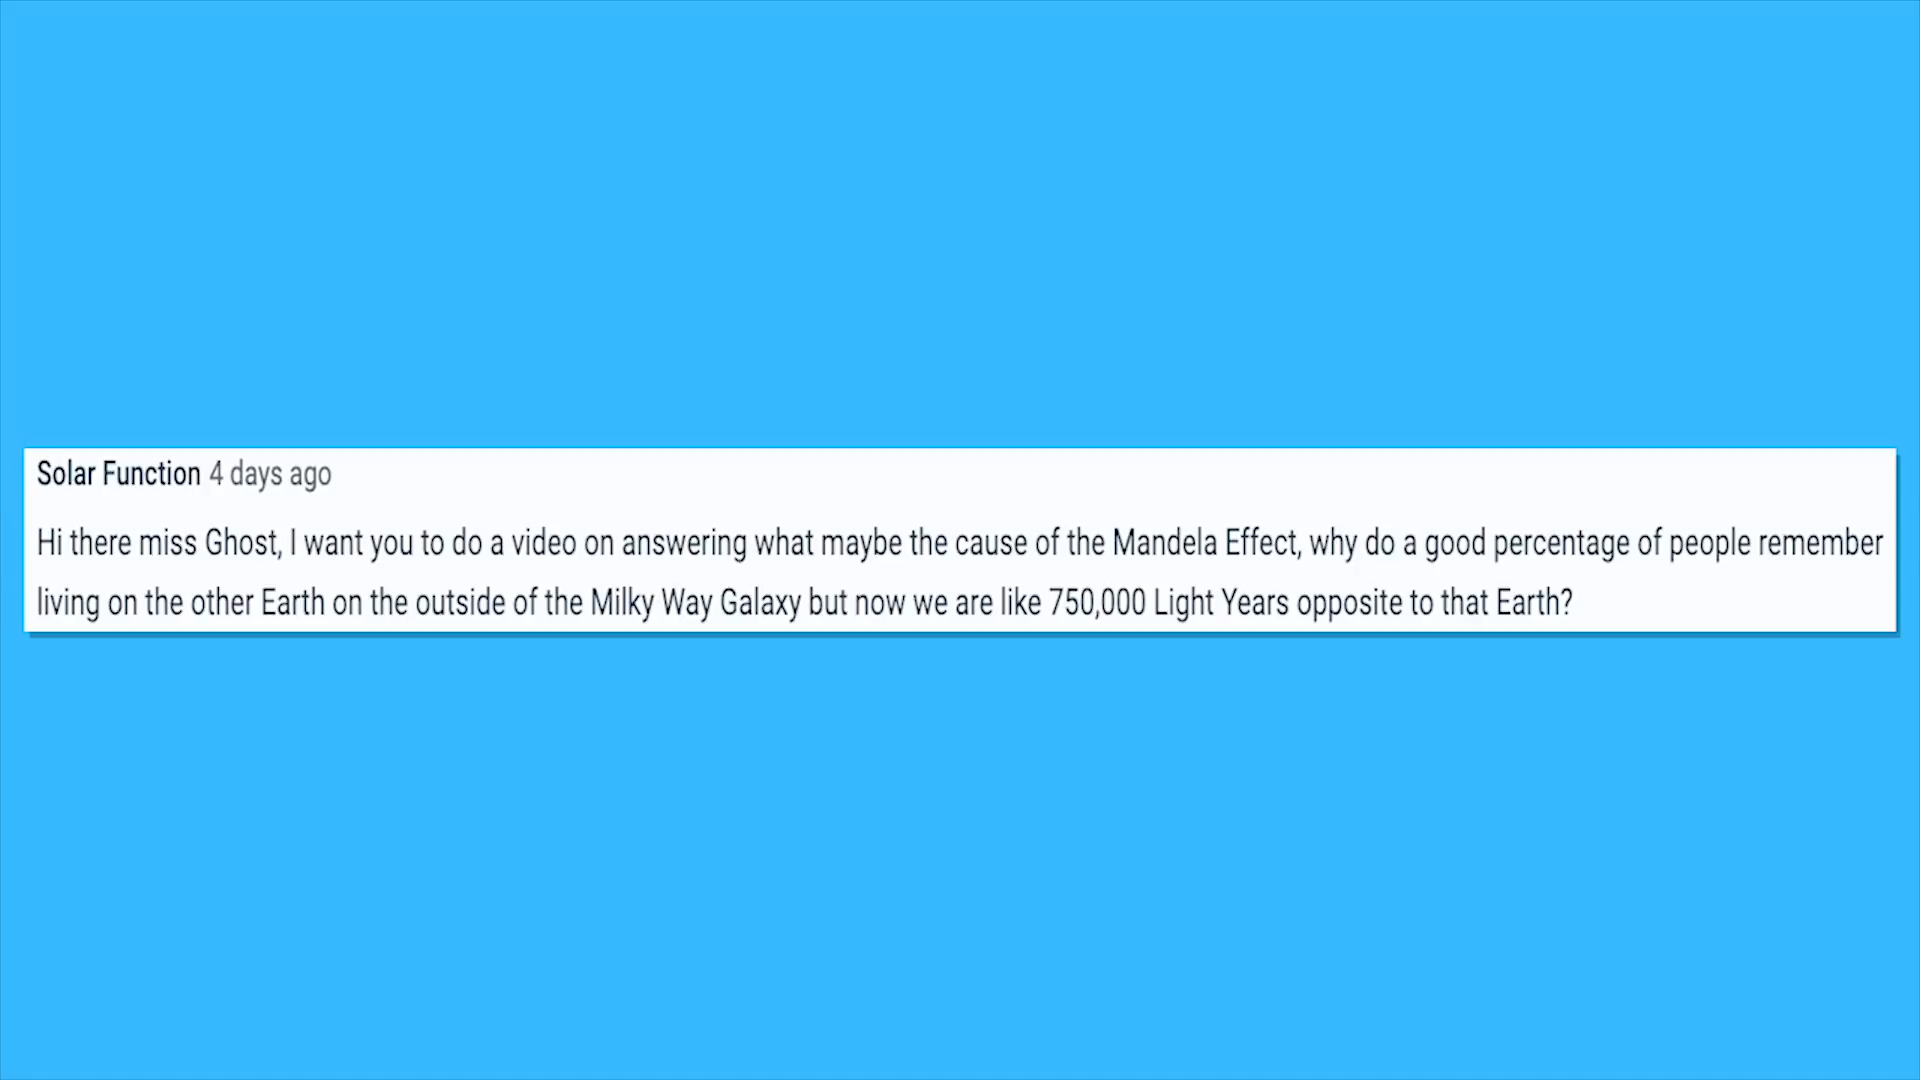 Solar Function 4 days ago
Hi there miss Ghost, I want you to do a video on answering what maybe the cause of the Mandela Effect, why do a good percentage of people remember
living on the other Earth on the outside of the Milky Way Galaxy but now we are like 750,000 Light Years opposite to that Earth?